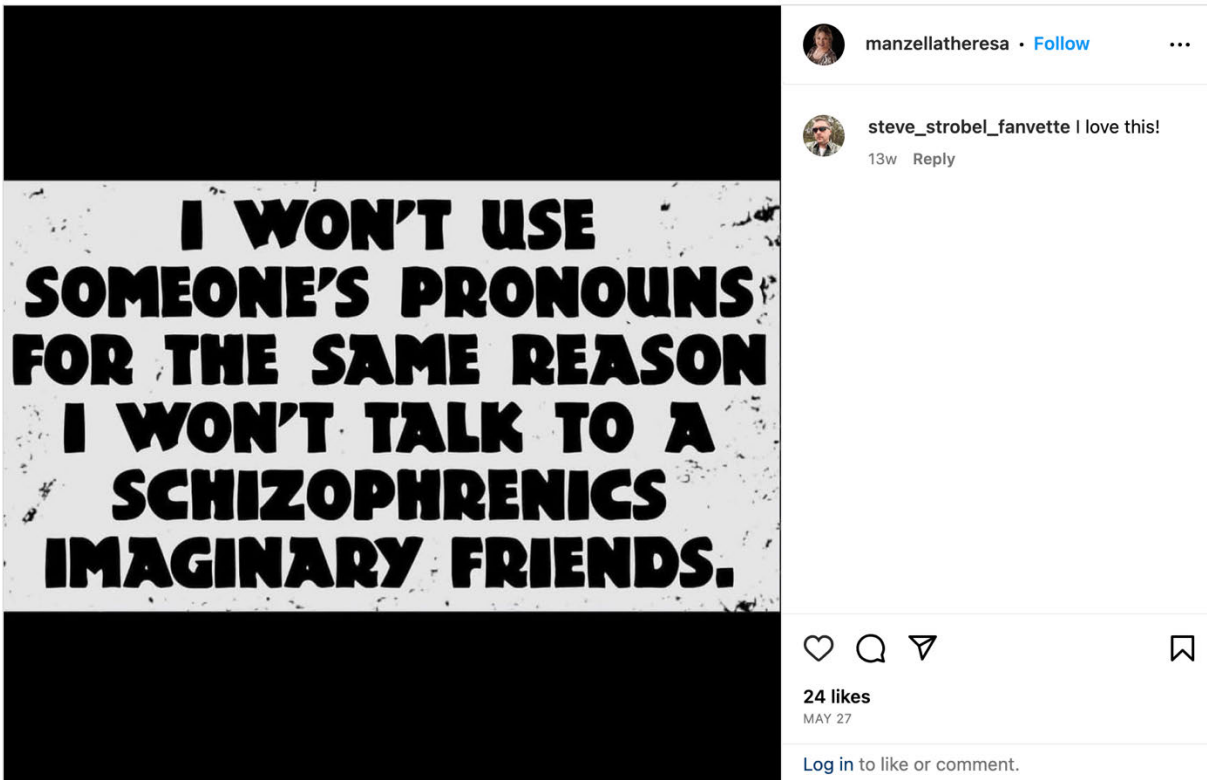 I WON'T USE
SOMEONE'S PRONOUNS
FOR THE SAME REASON
I WON'T TALK TO A
SCHIZOPHRENICS
IMAGINARY FRIENDS.
manzellatheresa • Follow
steve_strobel_fanvette I love this!
13w Reply
24 likes
MAY 27
Log in to like or comment.